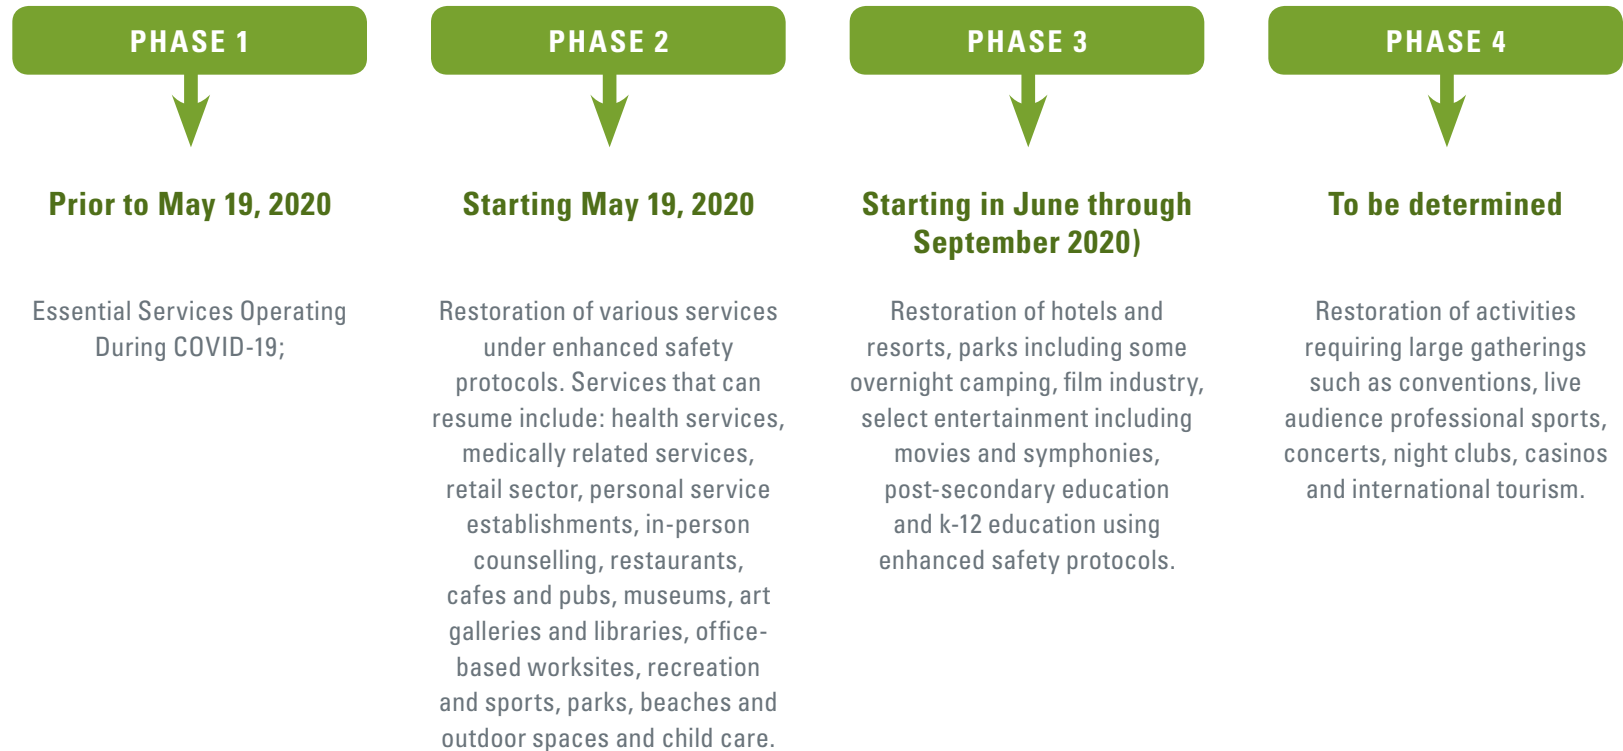 PHASE 1
Prior to May 19, 2020
Essential Services Operating
During COVID-19;
PHASE 2
Starting May 19, 2020
Restoration of various services
under enhanced safety
protocols. Services that can
resume include: health services,
medically related services,
retail sector, personal service
establishments, in-person
counselling, restaurants,
cafes and pubs, museums, art
galleries and libraries, office-
based worksites, recreation
and sports, parks, beaches and
outdoor spaces and child care.
PHASE 3
Starting in June through
September 2020)
Restoration of hotels and
resorts, parks including some
overnight camping, film industry,
select entertainment including
movies and symphonies,
post-secondary education
and k-12 education using
enhanced safety protocols.
PHASE 4
To be determined
Restoration of activities
requiring large gatherings
such as conventions, live
audience professional sports,
concerts, night clubs, casinos
and international tourism.